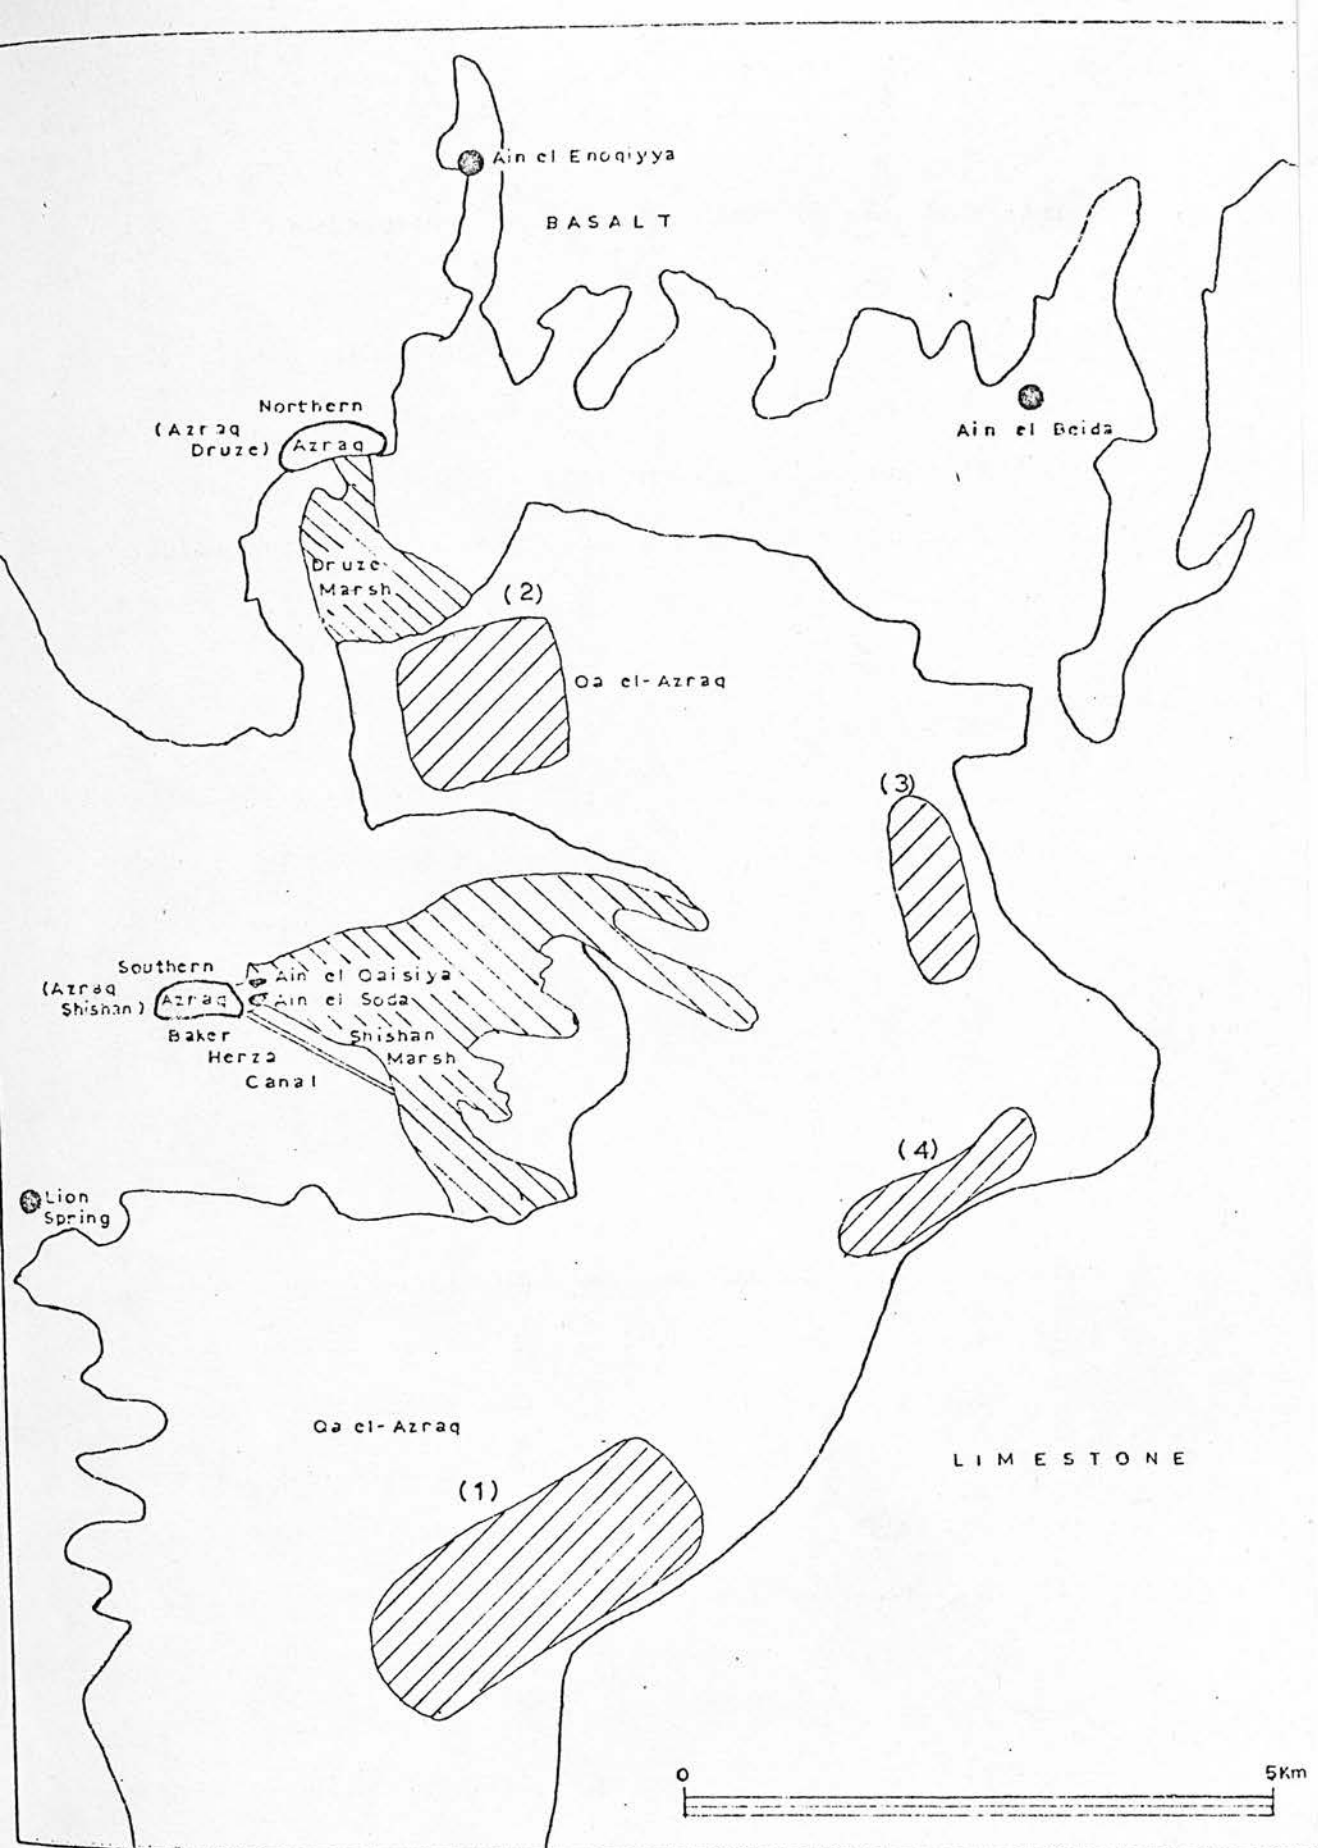 Ain el Enoqiyya
BASALT
Northern
(Azraq
Druze)
Azraq
Ain el Beida
Druze
Marsh
(2)
Qa el-Azraq
(3)
Southern
(Azraq
Shishan)
Azraq
Ain el Qaisiya
Ain el Soda
Baker
Herza
Canal
Shishan
Marsh
(4)
Lion
Spring
Qa el-Azraq
LIMESTONE
(1)
0
5Km